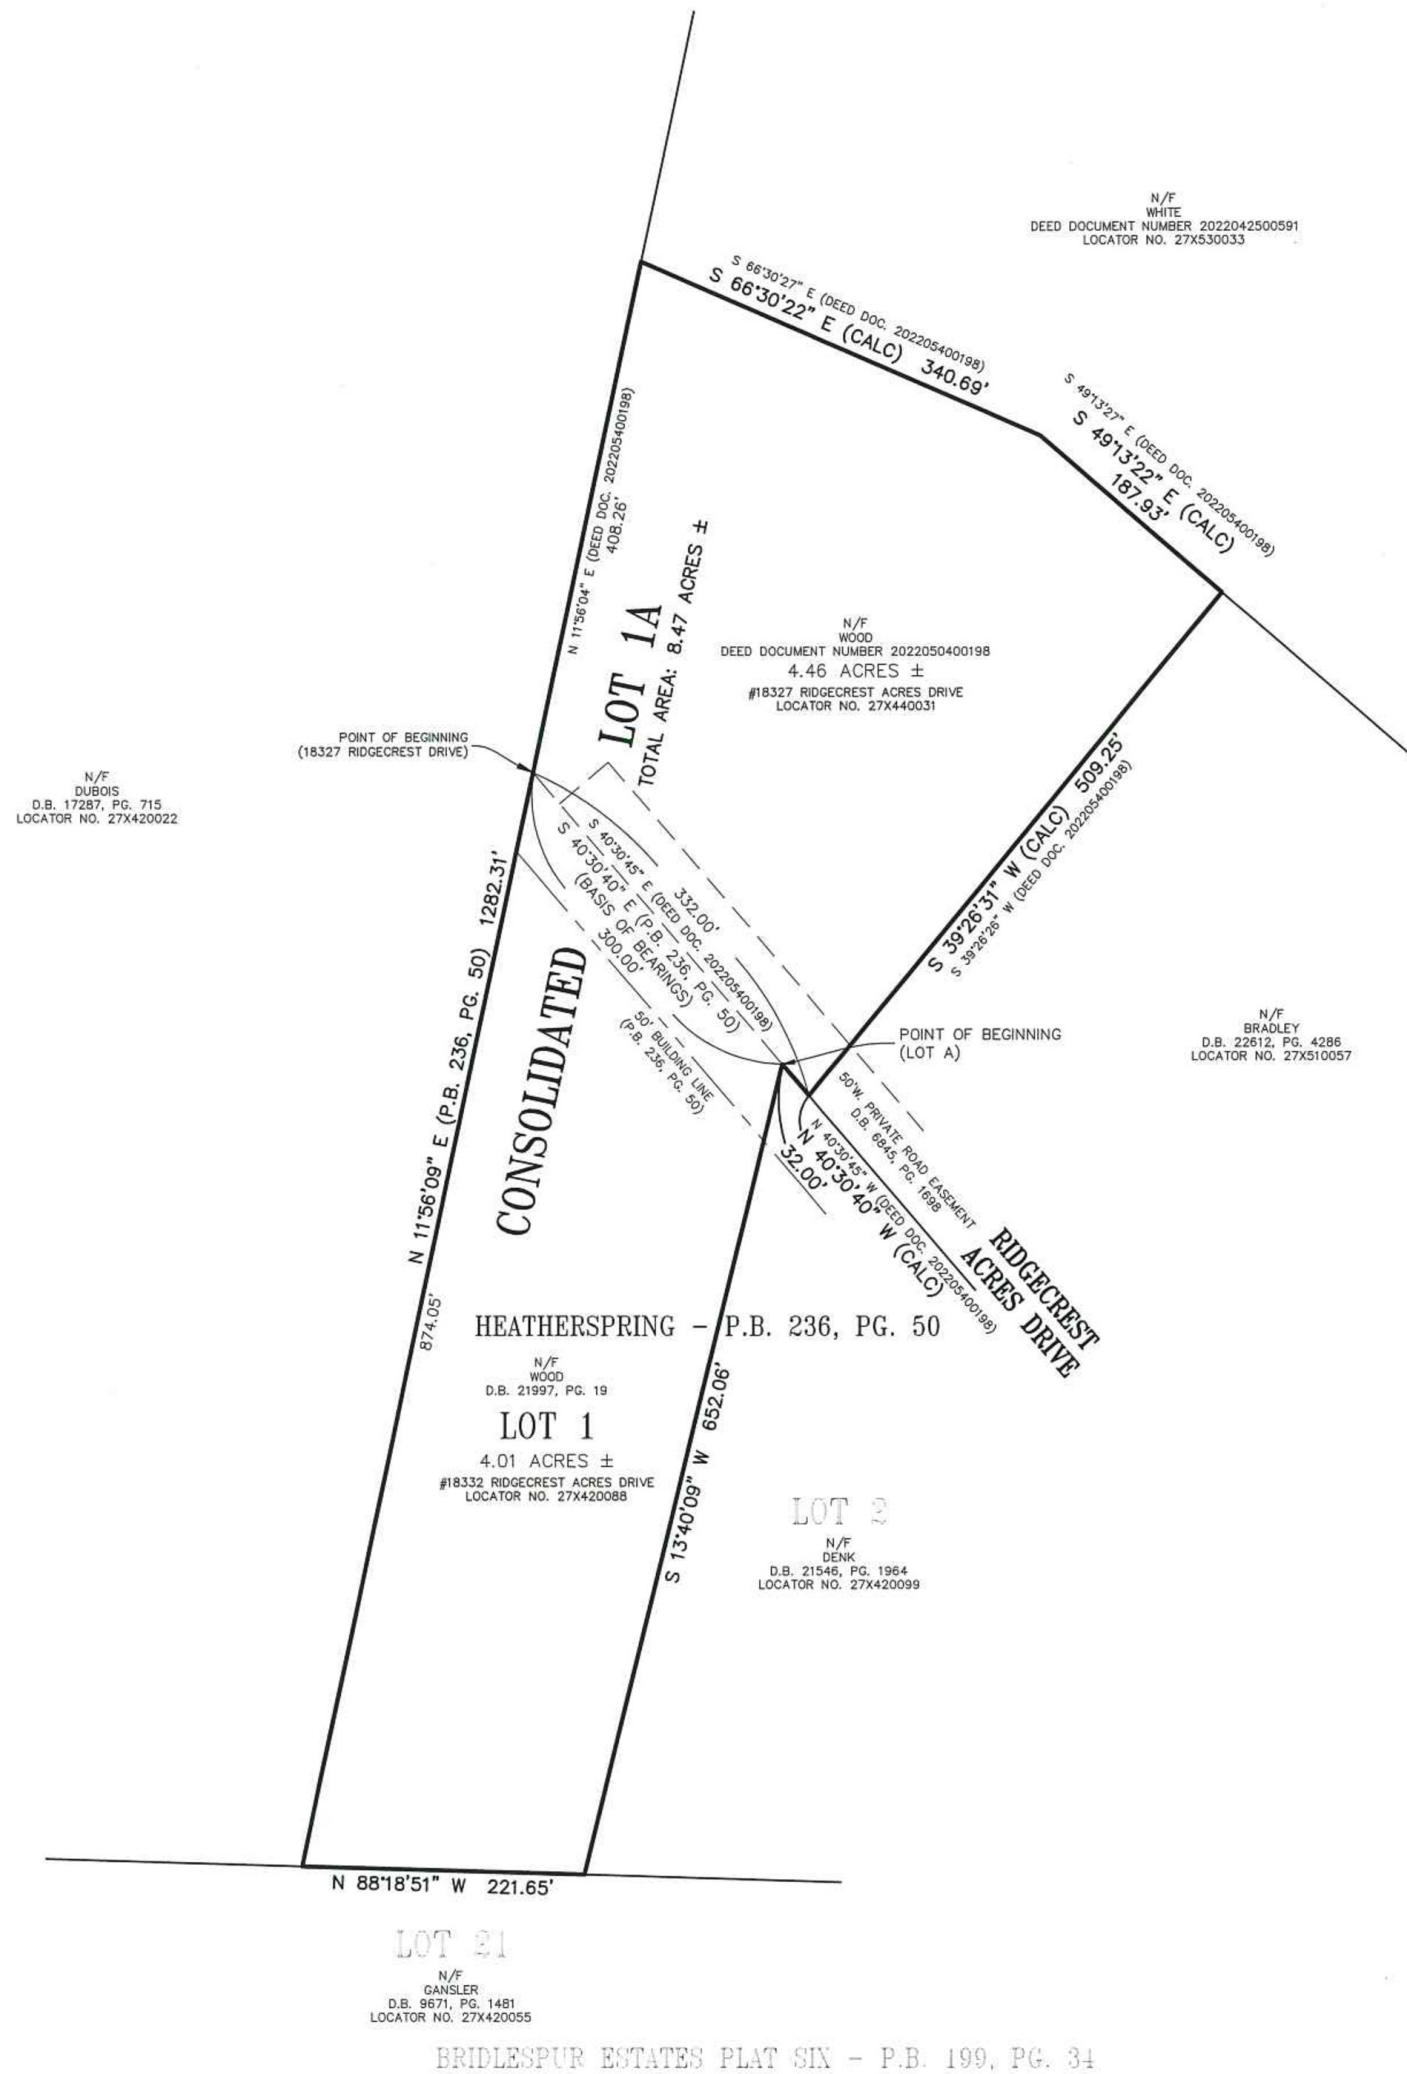 N/F
WHITE
DEED DOCUMENT NUMBER 2022042500591
LOCATOR NO. 27X530033
S 66°30'27" E (DEED DOC. 202205400198)
S 66°30'22" E (CALC) 340.69'
S 49°13'27" E (DEED DOC. 202205400198)
S 49°13'22" E (CALC)
187.93'
N 11°56'04" E (DEED DOC. 202205400198)
408.26'
LOT 1A
TOTAL AREA: 8.47 ACRES ±
N/F
WOOD
DEED DOCUMENT NUMBER 2022050400198
4.46 ACRES ±
#18327 RIDGECREST ACRES DRIVE
LOCATOR NO. 27X440031
POINT OF BEGINNING
(18327 RIDGECREST DRIVE)
N/F
DUBOIS
D.B. 17287, PG. 715
LOCATOR NO. 27X420022
S 39°26'31" W (CALC) 509.25'
S 39°26'26" W (DEED DOC. 202205400198)
332.00'
S 40°30'45" E (DEED DOC. 202205400198)
S 40°30'40" E (P.B. 236, PG. 50)
(BASIS OF BEARINGS)
300.00'
50' BUILDING LINE
(P.B. 236, PG. 50)
N 11°56'09" E (P.B. 236, PG. 50) 1282.31'
CONSOLIDATED
POINT OF BEGINNING
(LOT A)
N/F
BRADLEY
D.B. 22612, PG. 4286
LOCATOR NO. 27X510057
50'W. PRIVATE ROAD EASEMENT
D.B. 6845, PG. 1698
N 40°30'45" W (DEED DOC. 202205400198)
N 40°30'40" W (CALC)
32.00'
RIDGECREST
ACRES DRIVE
874.05'
HEATHERSPRING - P.B. 236, PG. 50
N/F
WOOD
D.B. 21997, PG. 19
LOT 1
4.01 ACRES ±
#18332 RIDGECREST ACRES DRIVE
LOCATOR NO. 27X420088
S 13°40'09" W 652.06'
LOT 2
N/F
DENK
D.B. 21546, PG. 1964
LOCATOR NO. 27X420099
N 88°18'51" W 221.65'
LOT 21
N/F
GANSLER
D.B. 9671, PG. 1481
LOCATOR NO. 27X420055
BRIDLESPUR ESTATES PLAT SIX - P.B. 199, PG. 34